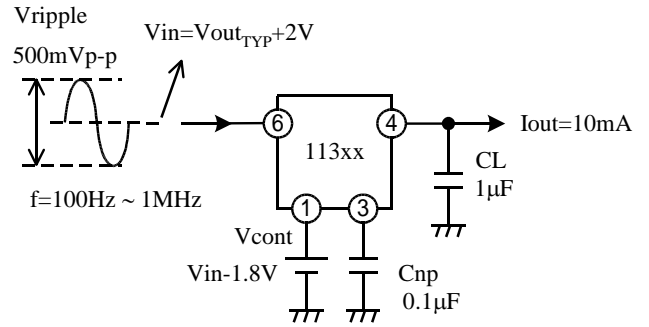 Vripple
500mVp-p
Vin=VoutTYP+2V
f=100Hz ~ 1MHz
6
4
113xx
1
3
Iout=10mA
CL
1μF
Vcont
Vin-1.8V
Cnp
0.1μF